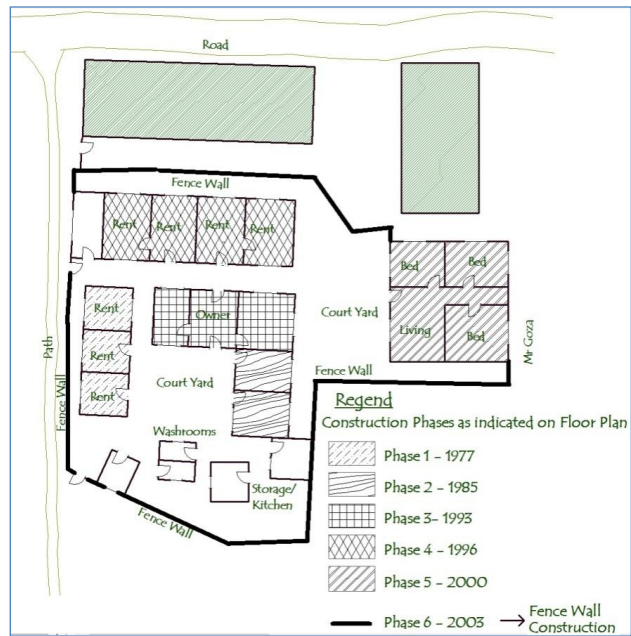 Road
Fence Wall
Rent
Rent
Rent
Rent
Bed
Bed
Rent
Owner
Court Yard
Living
Bed
Mr Goza
Path
Rent
Rent
Court Yard
Fence Wall
Fence Wall
Washrooms
Storage/
Kitchen
Fence Wall
Regend
Construction Phases as indicated on Floor Plan
Phase 1 - 1977
Phase 2 - 1985
Phase 3- 1993
Phase 4 - 1996
Phase 5 - 2000
Phase 6 - 2003
Fence Wall
Construction